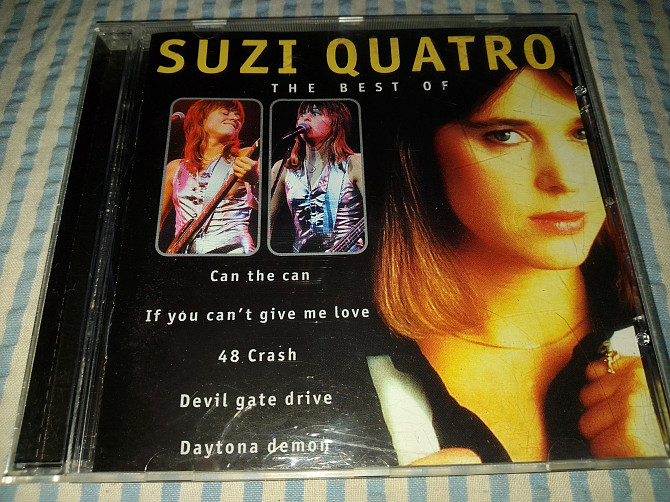 SUZI QUATRO
THE BEST OF
Can the can
If you can't give me love
48 Crash
Devil gate drive
Daytona demon